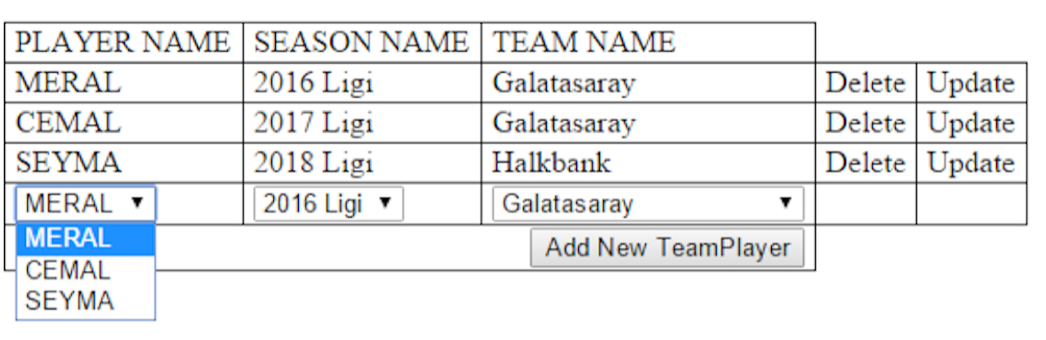 PLAYER NAME SEASON NAME TEAM NAME
MERAL 2016 Ligi Galatasaray Delete Update
CEMAL 2017 Ligi Galatasaray Delete Update
SEYMA 2018 Ligi Halkbank Delete Update
MERAL 2016 Ligi Galatasaray
MERAL
Add New TeamPlayer
CEMAL
SEYMA